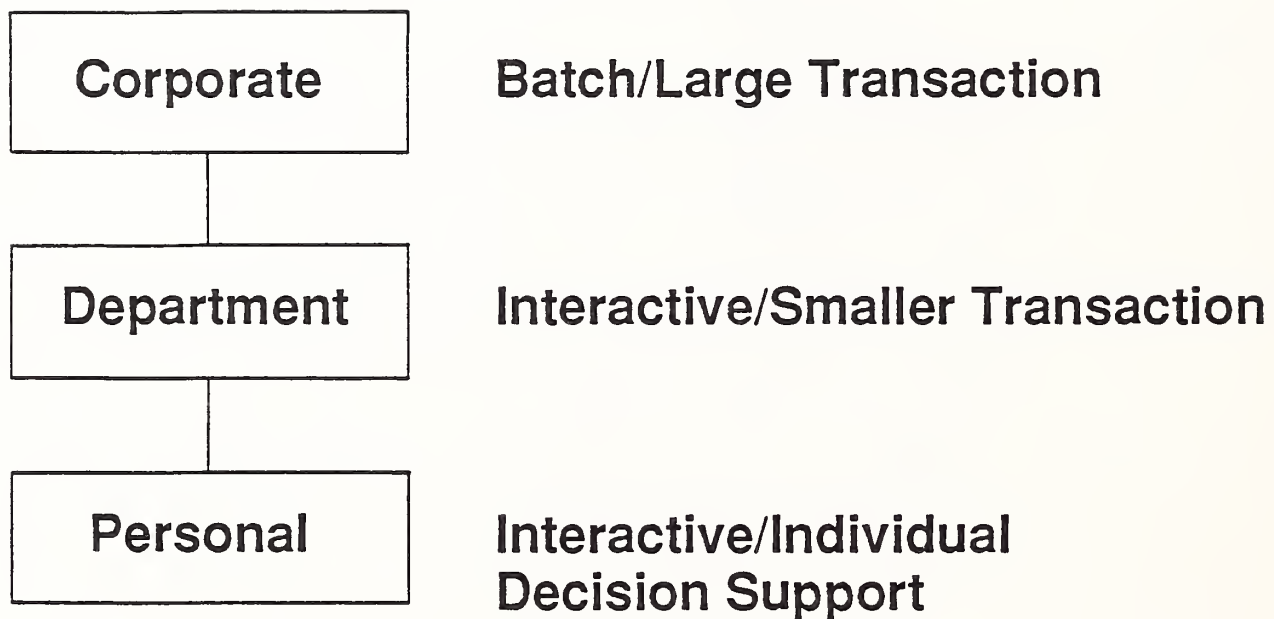 Corporate
Batch/Large Transaction
Department
Interactive/Smaller Transaction
Personal
Interactive/Individual
Decision Support